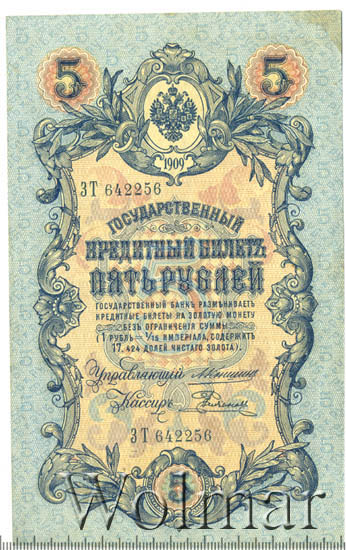 5 5
1909
ЗТ 642256
ГОСУДАРСТВЕННЫЙ
КРЕДИТНЫЙ БИЛЕТЪ
ПЯТЬ РУБЛЕЙ
ГОСУДАРСТВЕННЫЙ БАНКЪ РАЗМѢНИВАЕТЪ
КРЕДИТНЫЕ БИЛЕТЫ НА ЗОЛОТУЮ МОНЕТУ
БЕЗЪ ОГРАНИЧЕНІЯ СУММЫ
(1 РУБЛЬ = 1/15 ИМПЕРІАЛА, СОДЕРЖИТЪ
17,424 ДОЛЕЙ ЧИСТАГО ЗОЛОТА).
Управляющій
Кассиръ
ЗТ 642256
5
Wolmar